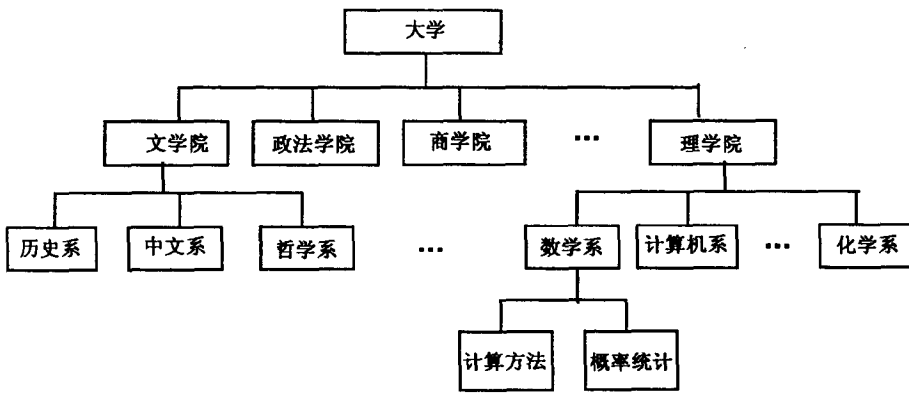 大学
文学院 政法学院 商学院 ··· 理学院
历史系 中文系 哲学系 ··· 数学系 计算机系 ··· 化学系
计算方法 概率统计